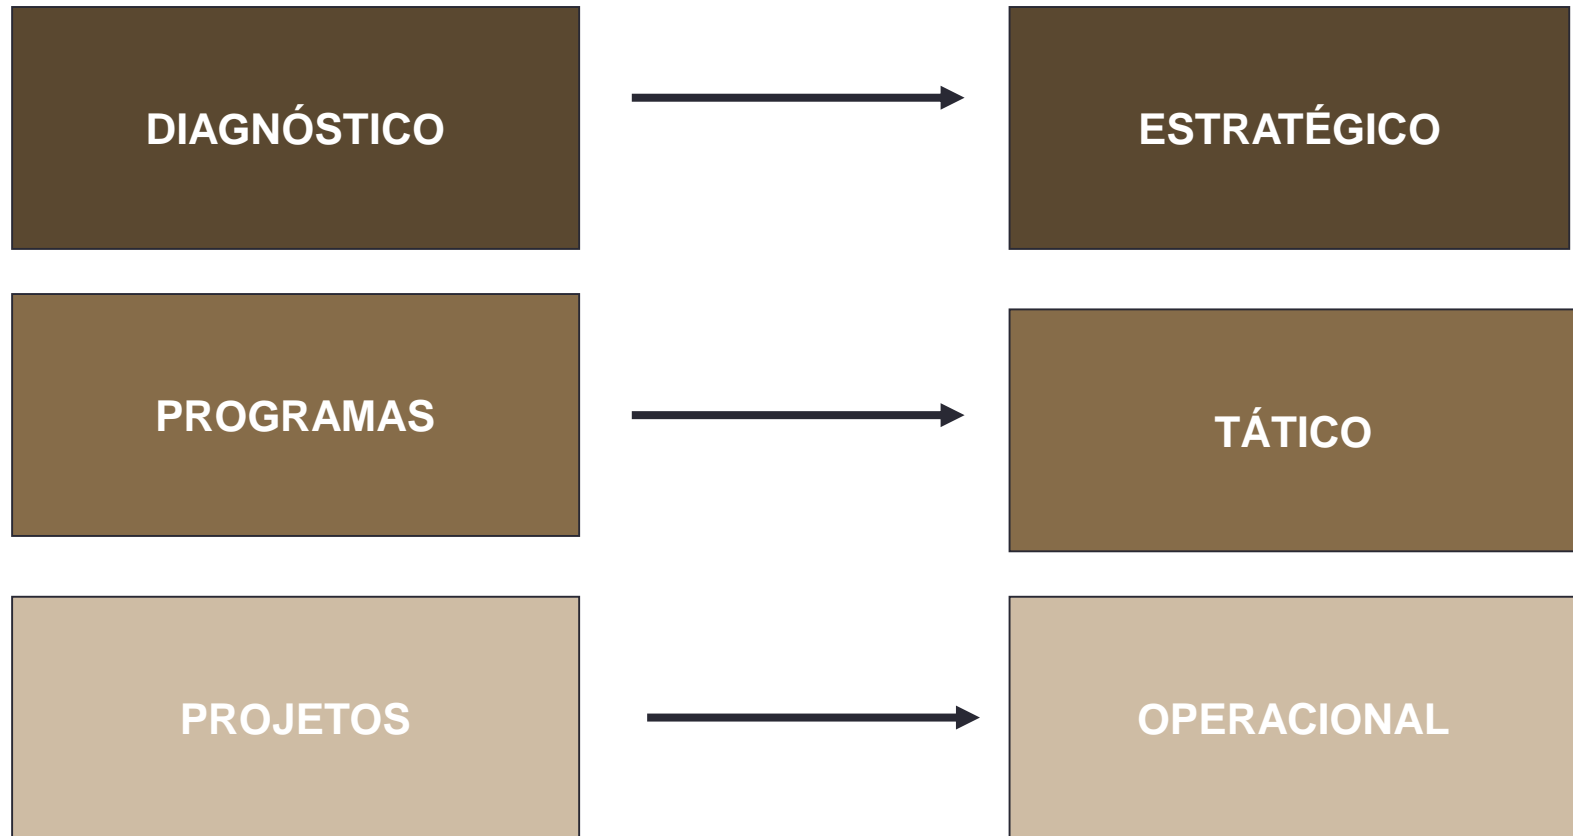 DIAGNÓSTICO
ESTRATÉGICO
PROGRAMAS
TÁTICO
PROJETOS
OPERACIONAL